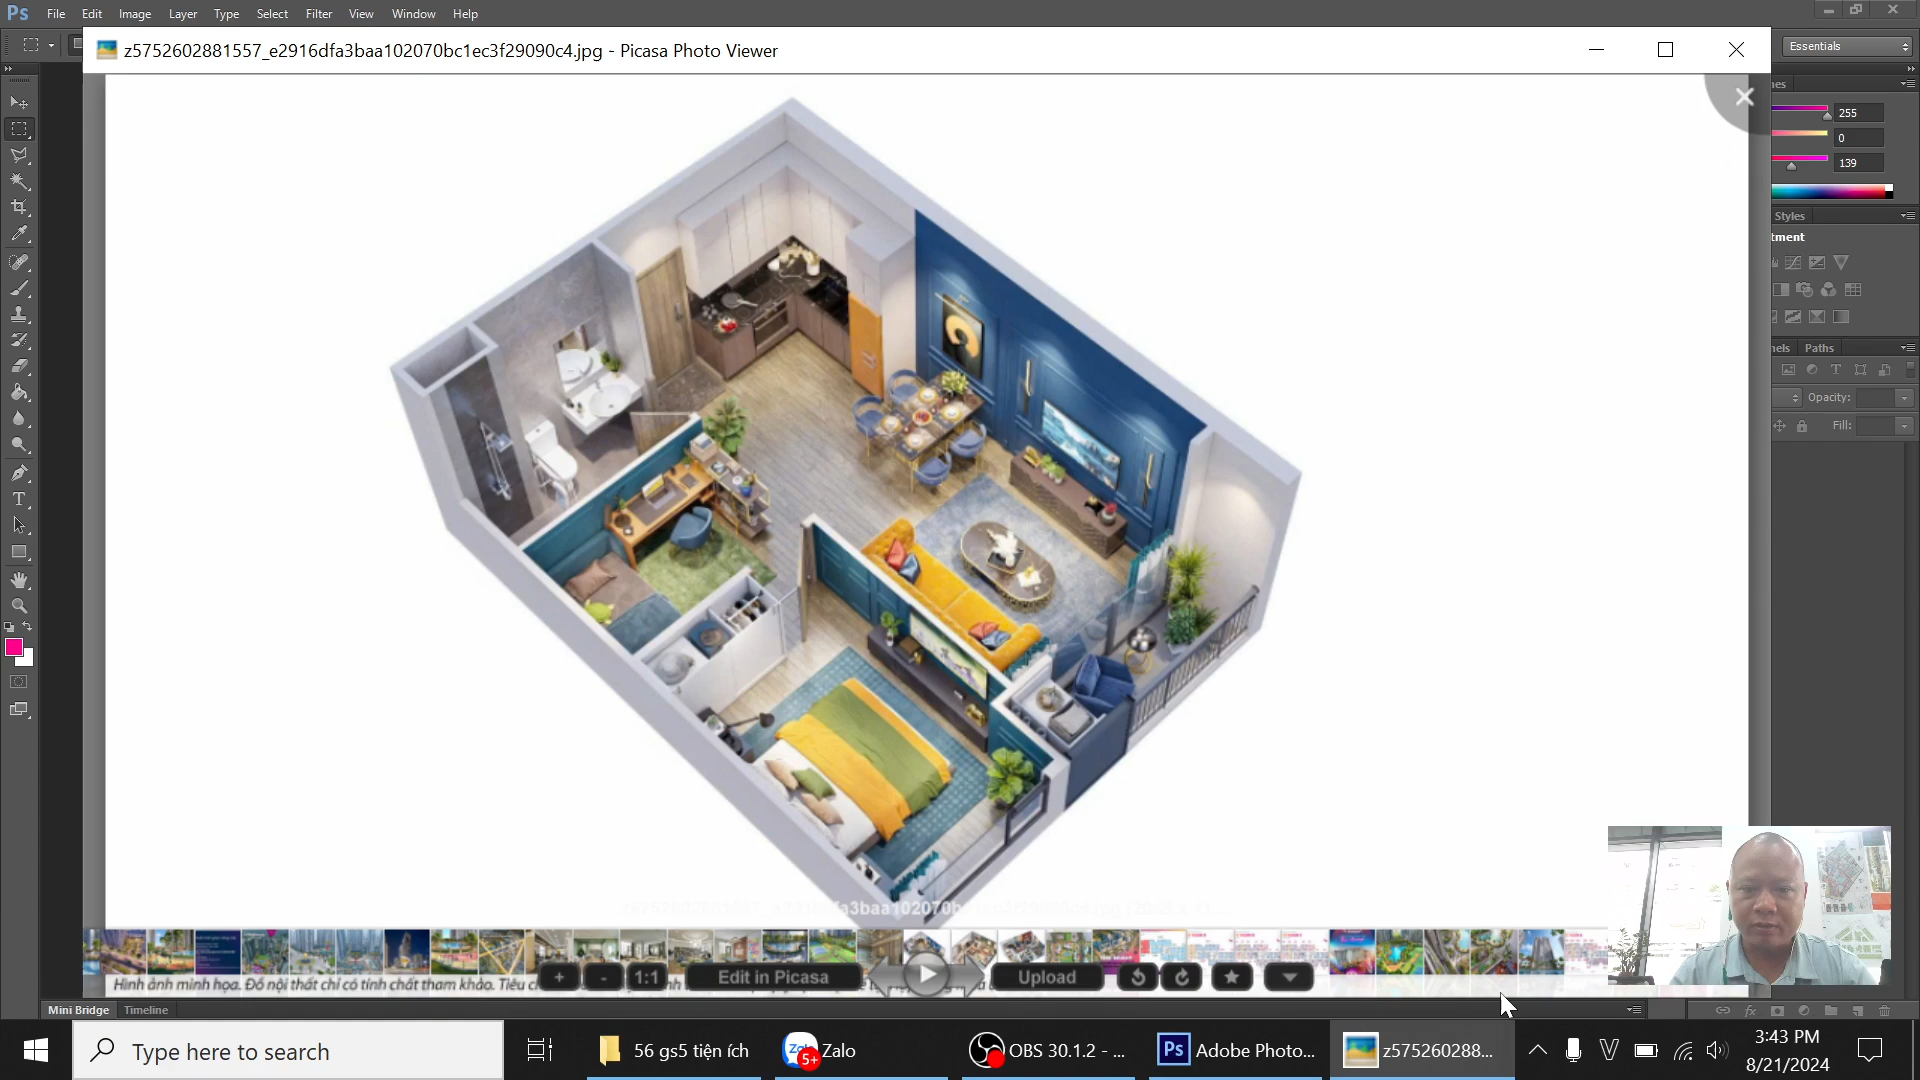 Ps File Edit Image Layer Type Select Filter View Window Help
z5752602881557_e2916dfa3baa102070bc1ec3f29090c4.jpg - Picasa Photo Viewer
Essentials
255
0
139
Styles
tment
Paths
Opacity:
Fill:
+ - 1:1 Edit in Picasa Upload
Hình ảnh minh họa. Đồ nội thất chỉ có tính chất tham khảo. Tiêu
Mini Bridge Timeline
Type here to search
56 gs5 tiện ích
5+ Zalo
OBS 30.1.2 - ...
Ps Adobe Photo...
z575260288...
3:43 PM
8/21/2024